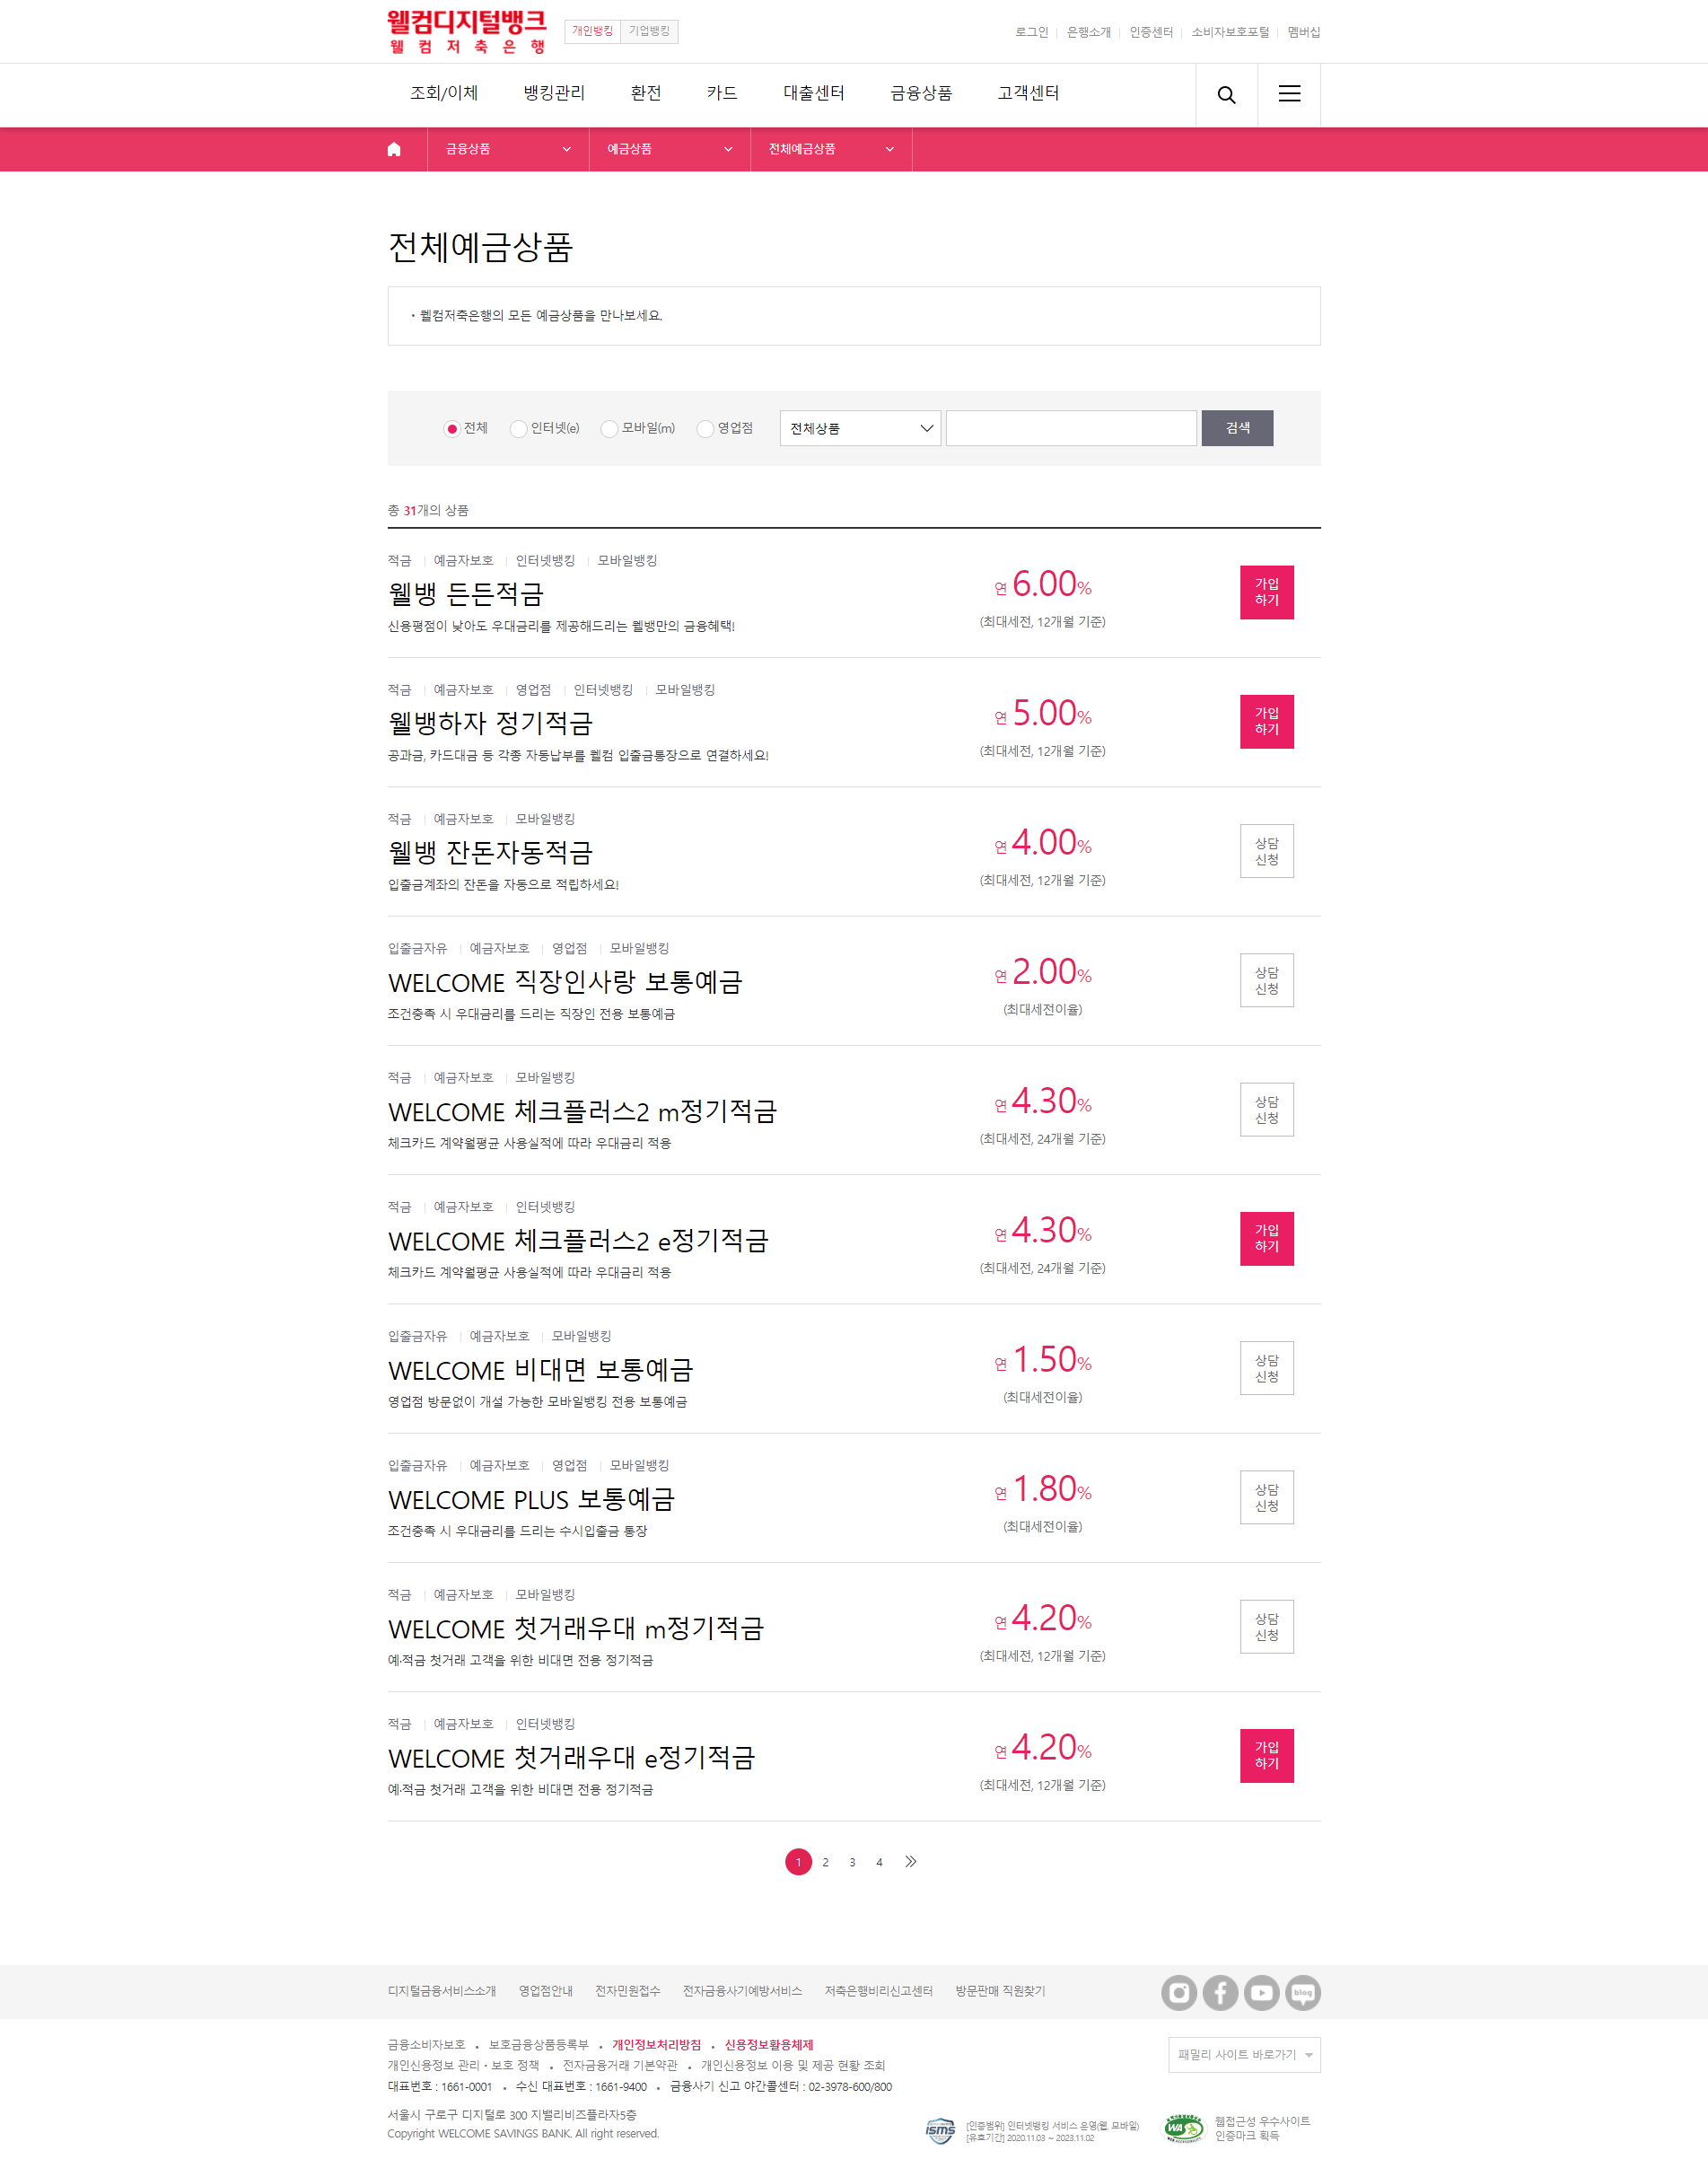 웰컴디지털뱅크
웰컴저축은행
개인뱅킹 기업뱅킹
로그인 은행소개 인증센터 소비자보호포털 멤버십
조회/이체 뱅킹관리 환전 카드 대출센터 금융상품 고객센터
금융상품 예금상품 전체예금상품
전체예금상품
· 웰컴저축은행의 모든 예금상품을 만나보세요.
전체 인터넷(e) 모바일(m) 영업점 전체상품 검색
총 31개의 상품
적금 예금자보호 인터넷뱅킹 모바일뱅킹
웰뱅 든든적금
신용평점이 낮아도 우대금리를 제공해드리는 웰뱅만의 금융혜택!
연 6.00%
(최대세전, 12개월 기준)
가입
하기
적금 예금자보호 영업점 인터넷뱅킹 모바일뱅킹
웰뱅하자 정기적금
공과금, 카드대금 등 각종 자동납부를 웰컴 입출금통장으로 연결하세요!
연 5.00%
(최대세전, 12개월 기준)
가입
하기
적금 예금자보호 모바일뱅킹
웰뱅 잔돈자동적금
입출금계좌의 잔돈을 자동으로 적립하세요!
연 4.00%
(최대세전, 12개월 기준)
상담
신청
입출금자유 예금자보호 영업점 모바일뱅킹
WELCOME 직장인사랑 보통예금
조건충족 시 우대금리를 드리는 직장인 전용 보통예금
연 2.00%
(최대세전이율)
상담
신청
적금 예금자보호 모바일뱅킹
WELCOME 체크플러스2 m정기적금
체크카드 계약월평균 사용실적에 따라 우대금리 적용
연 4.30%
(최대세전, 24개월 기준)
상담
신청
적금 예금자보호 인터넷뱅킹
WELCOME 체크플러스2 e정기적금
체크카드 계약월평균 사용실적에 따라 우대금리 적용
연 4.30%
(최대세전, 24개월 기준)
가입
하기
입출금자유 예금자보호 모바일뱅킹
WELCOME 비대면 보통예금
영업점 방문없이 개설 가능한 모바일뱅킹 전용 보통예금
연 1.50%
(최대세전이율)
상담
신청
입출금자유 예금자보호 영업점 모바일뱅킹
WELCOME PLUS 보통예금
조건충족 시 우대금리를 드리는 수시입출금 통장
연 1.80%
(최대세전이율)
상담
신청
적금 예금자보호 모바일뱅킹
WELCOME 첫거래우대 m정기적금
예·적금 첫거래 고객을 위한 비대면 전용 정기적금
연 4.20%
(최대세전, 12개월 기준)
상담
신청
적금 예금자보호 인터넷뱅킹
WELCOME 첫거래우대 e정기적금
예·적금 첫거래 고객을 위한 비대면 전용 정기적금
연 4.20%
(최대세전, 12개월 기준)
가입
하기
1 2 3 4
디지털금융서비스소개 영업점안내 전자민원접수 전자금융사기예방서비스 저축은행비리신고센터 방문판매 직원찾기
blog
금융소비자보호 • 보호금융상품등록부 • 개인정보처리방침 • 신용정보활용체제
개인신용정보 관리・보호 정책 • 전자금융거래 기본약관 • 개인신용정보 이용 및 제공 현황 조회
대표번호 : 1661-0001 • 수신 대표번호 : 1661-9400 • 금융사기 신고 야간콜센터 : 02-3978-600/800
패밀리 사이트 바로가기
서울시 구로구 디지털로 300 지밸리비즈플라자5층
Copyright WELCOME SAVINGS BANK. All right reserved.
ISMS
[인증범위] 인터넷뱅킹 서비스 운영(웹, 모바일)
[유효기간] 2020.11.03 ~ 2023.11.02
WA
웹접근성 우수사이트
인증마크 획득